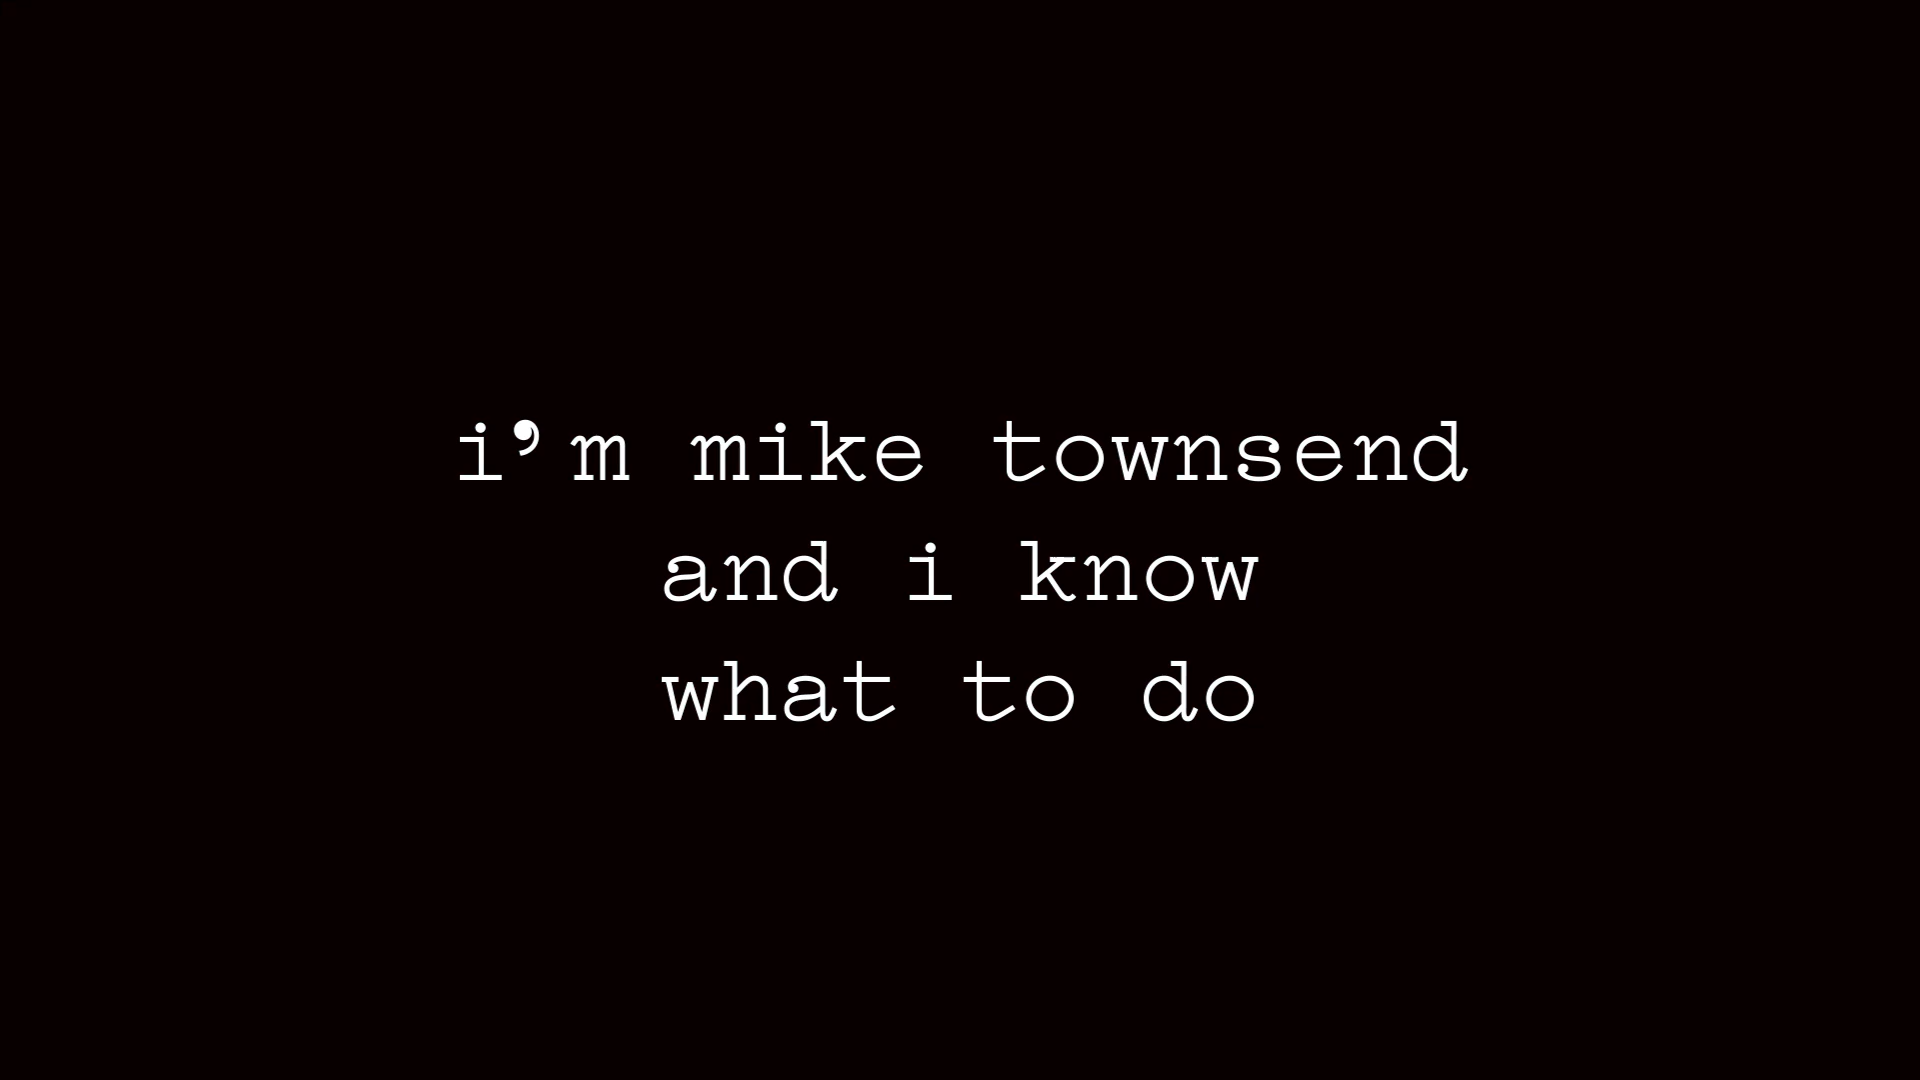 i’m mike townsend
and i know
what to do